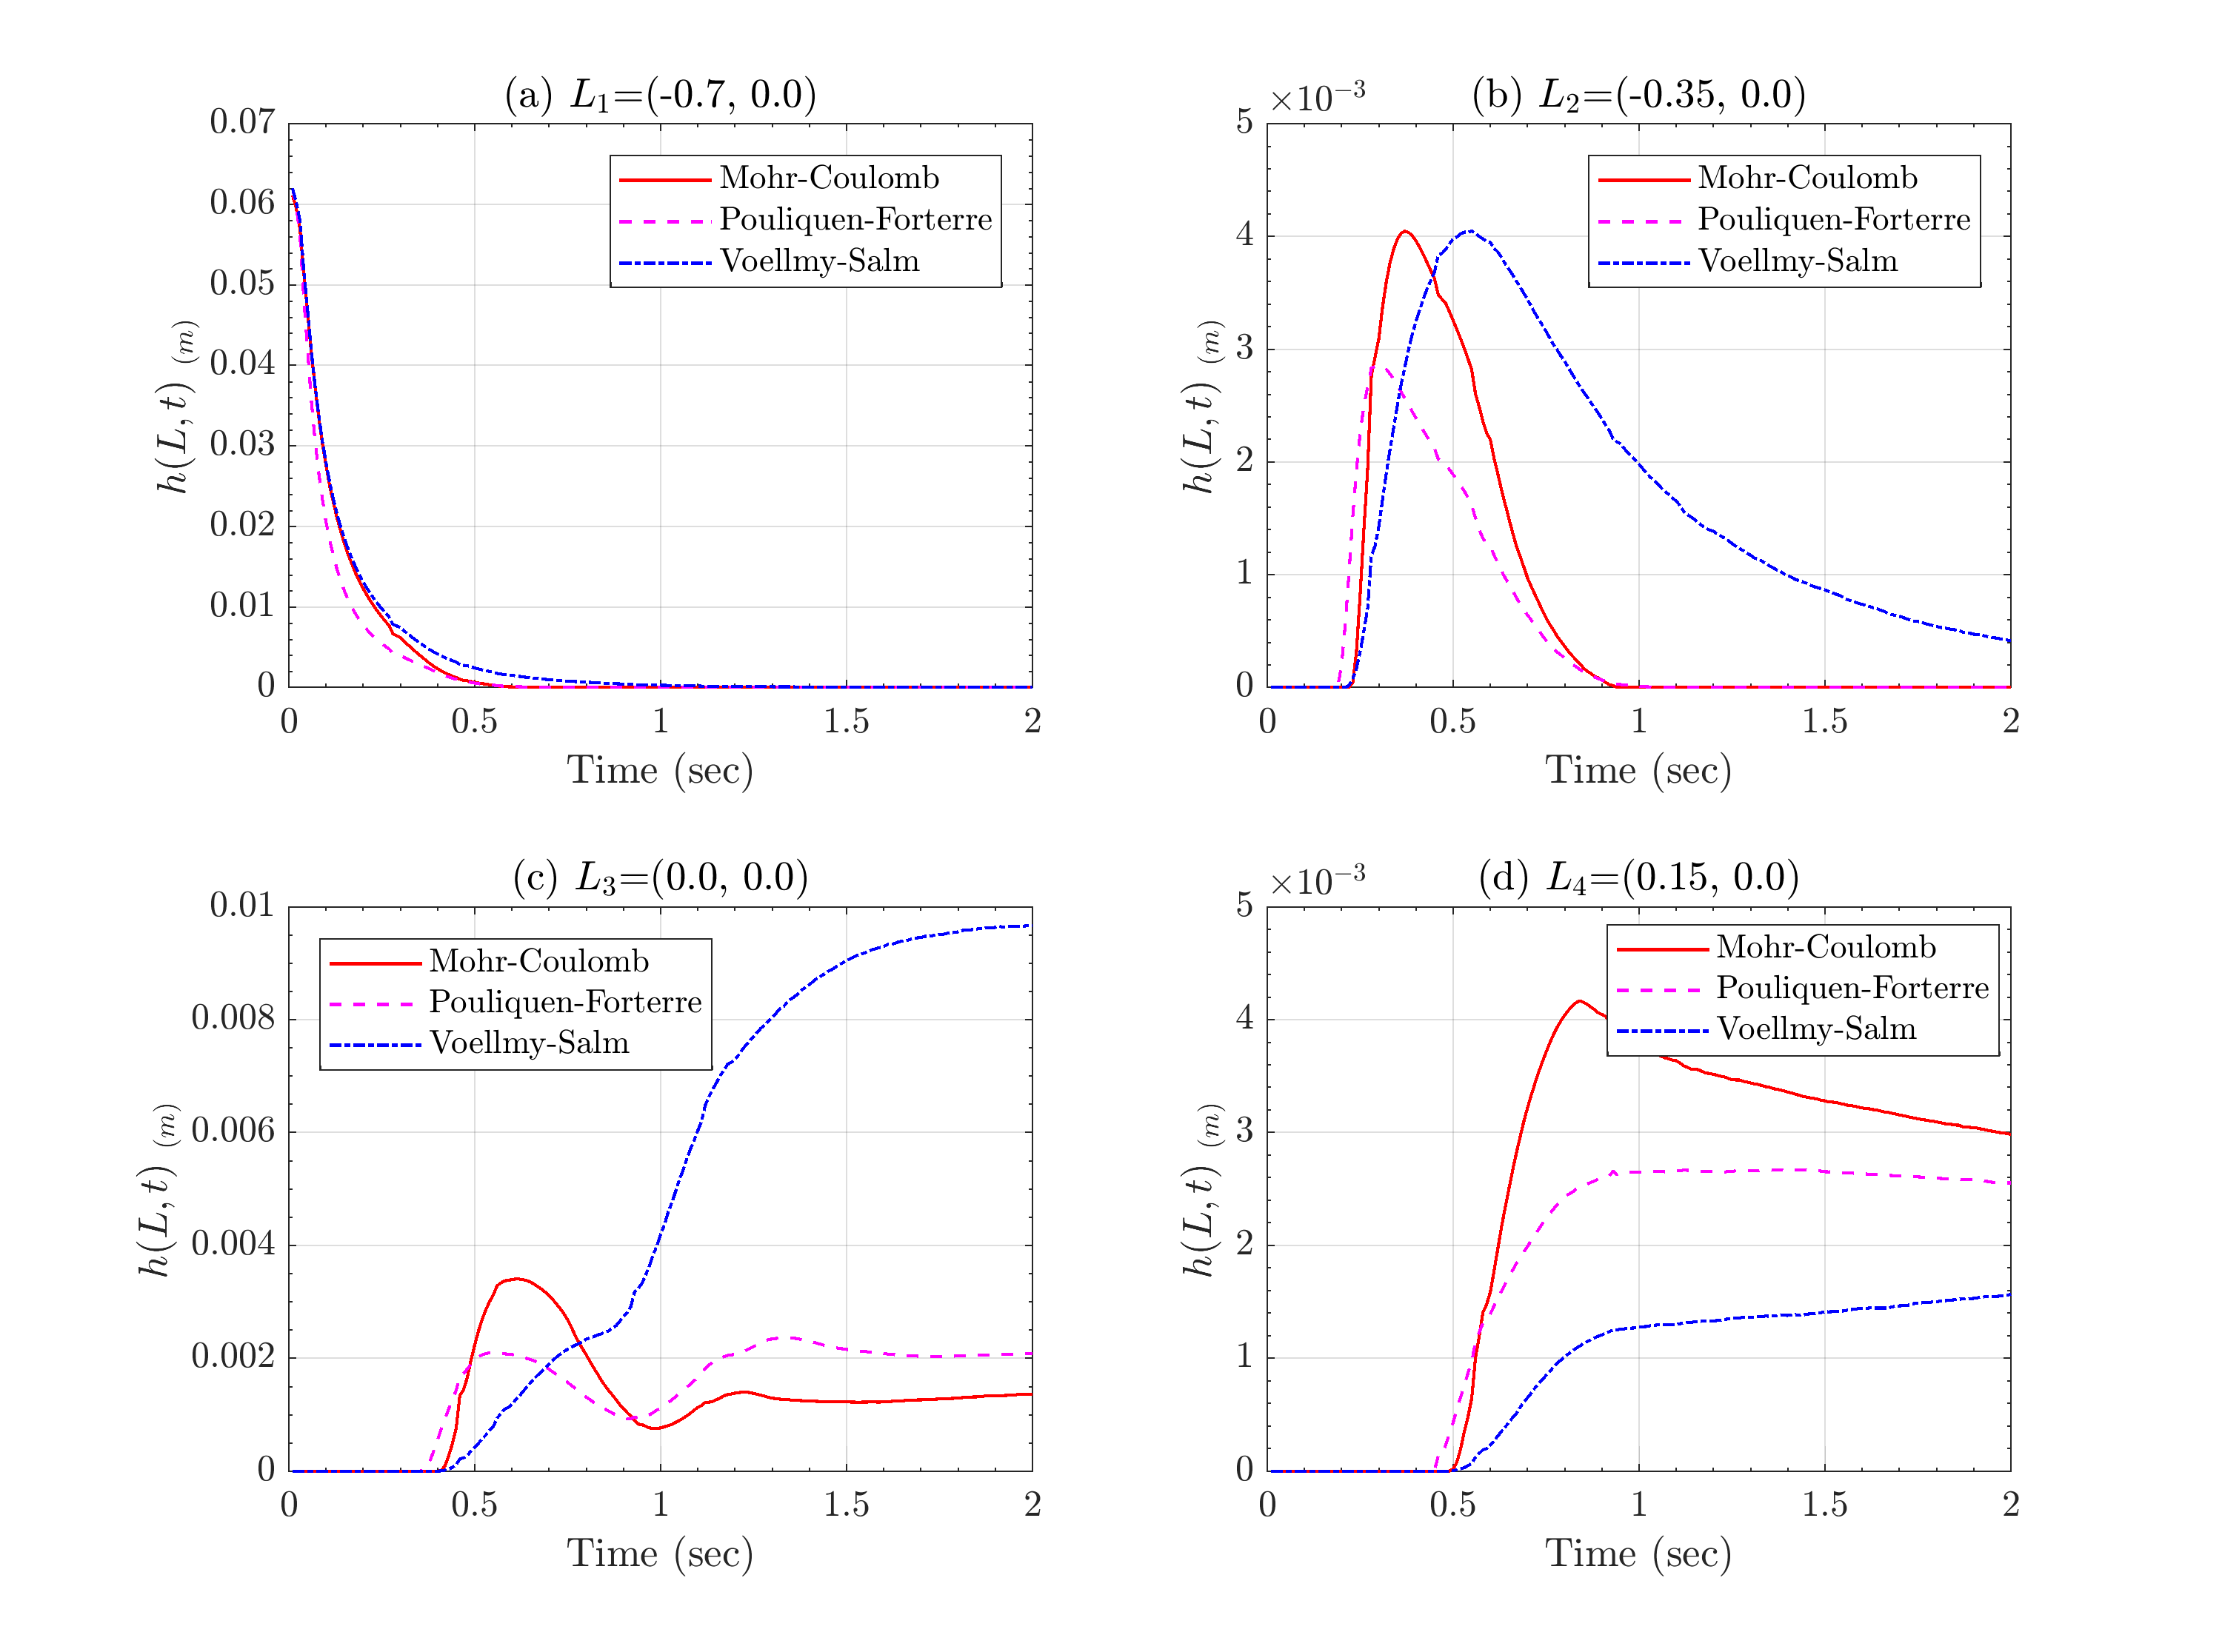 (a) L₁=(-0.7, 0.0)
0.07
0.06
0.05
0.04
0.03
0.02
0.01
0
h(L, t) (m)
Mohr-Coulomb
Pouliquen-Forterre
Voellmy-Salm
0 0.5 1 1.5 2
Time (sec)
(b) L₂=(-0.35, 0.0)
×10⁻³
5
4
3
2
1
0
h(L, t) (m)
Mohr-Coulomb
Pouliquen-Forterre
Voellmy-Salm
0 0.5 1 1.5 2
Time (sec)
(c) L₃=(0.0, 0.0)
0.01
0.008
0.006
0.004
0.002
0
h(L, t) (m)
Mohr-Coulomb
Pouliquen-Forterre
Voellmy-Salm
0 0.5 1 1.5 2
Time (sec)
(d) L₄=(0.15, 0.0)
×10⁻³
5
4
3
2
1
0
h(L, t) (m)
Mohr-Coulomb
Pouliquen-Forterre
Voellmy-Salm
0 0.5 1 1.5 2
Time (sec)